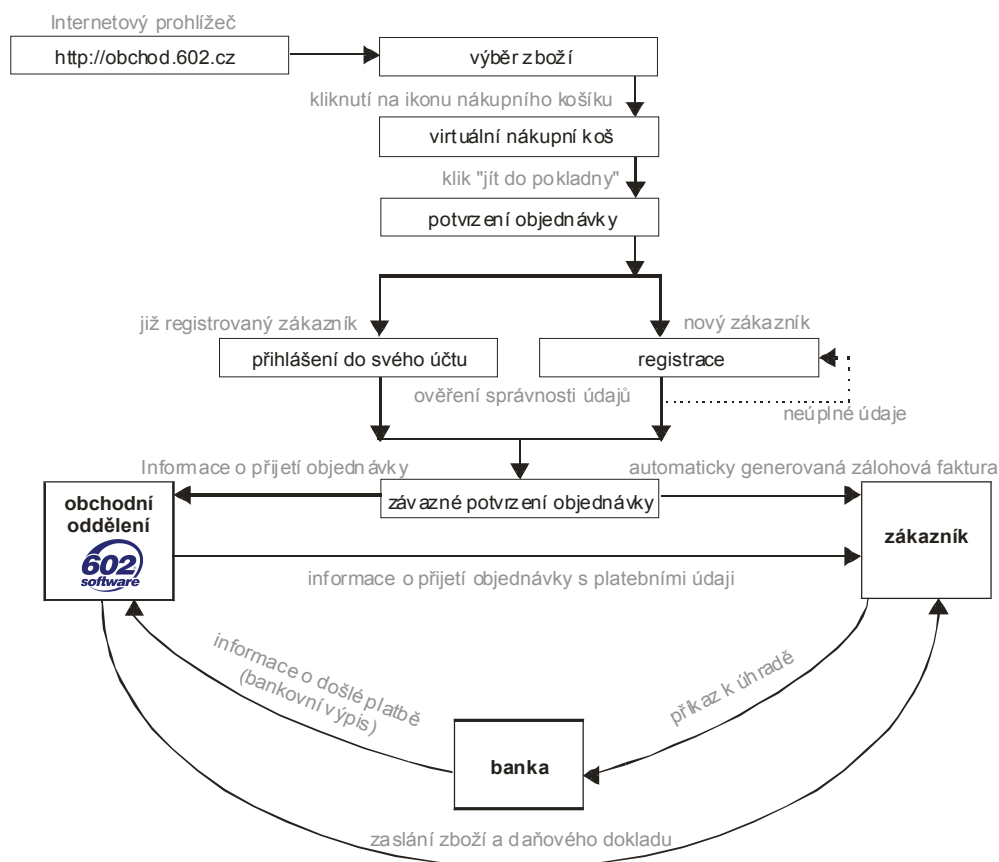 Internetový prohlížeč
http://obchod.602.cz
výběr zboží
kliknutí na ikonu nákupního košíku
virtuální nákupní koš
klik "jít do pokladny"
potvrzení objednávky
již registrovaný zákazník
nový zákazník
přihlášení do svého účtu
registrace
ověření správnosti údajů
neúplné údaje
Informace o přijetí objednávky
automaticky generovaná zálohová faktura
závazné potvrzení objednávky
obchodní
oddělení
602
software
zákazník
informace o přijetí objednávky s platebními údaji
informace o došlé platbě
(bankovní výpis)
příkaz k úhradě
banka
zaslání zboží a daňového dokladu